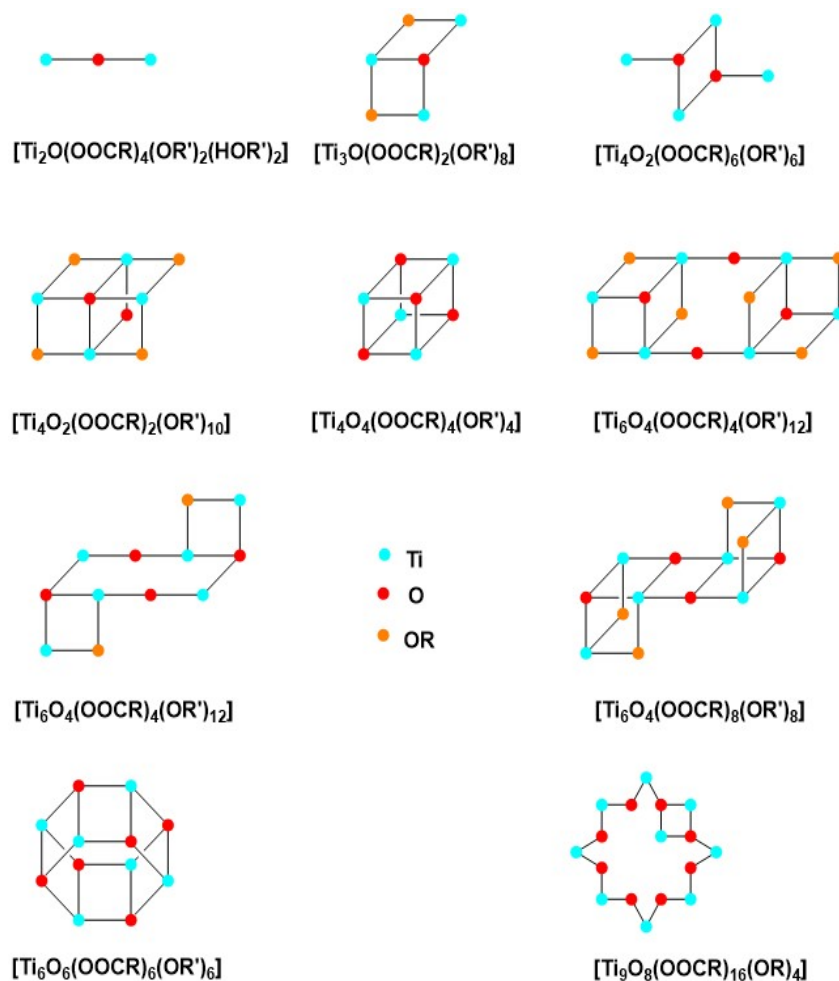 [Ti₂O(OOCR)₄(OR')₂(HOR')₂]
[Ti₃O(OOCR)₂(OR')₈]
[Ti₄O₂(OOCR)₆(OR')₆]
[Ti₄O₂(OOCR)₂(OR')₁₀]
[Ti₄O₄(OOCR)₄(OR')₄]
[Ti₆O₄(OOCR)₄(OR')₁₂]
Ti
O
OR
[Ti₆O₄(OOCR)₄(OR')₁₂]
[Ti₆O₄(OOCR)₈(OR')₈]
[Ti₆O₆(OOCR)₆(OR')₆]
[Ti₉O₈(OOCR)₁₆(OR)₄]